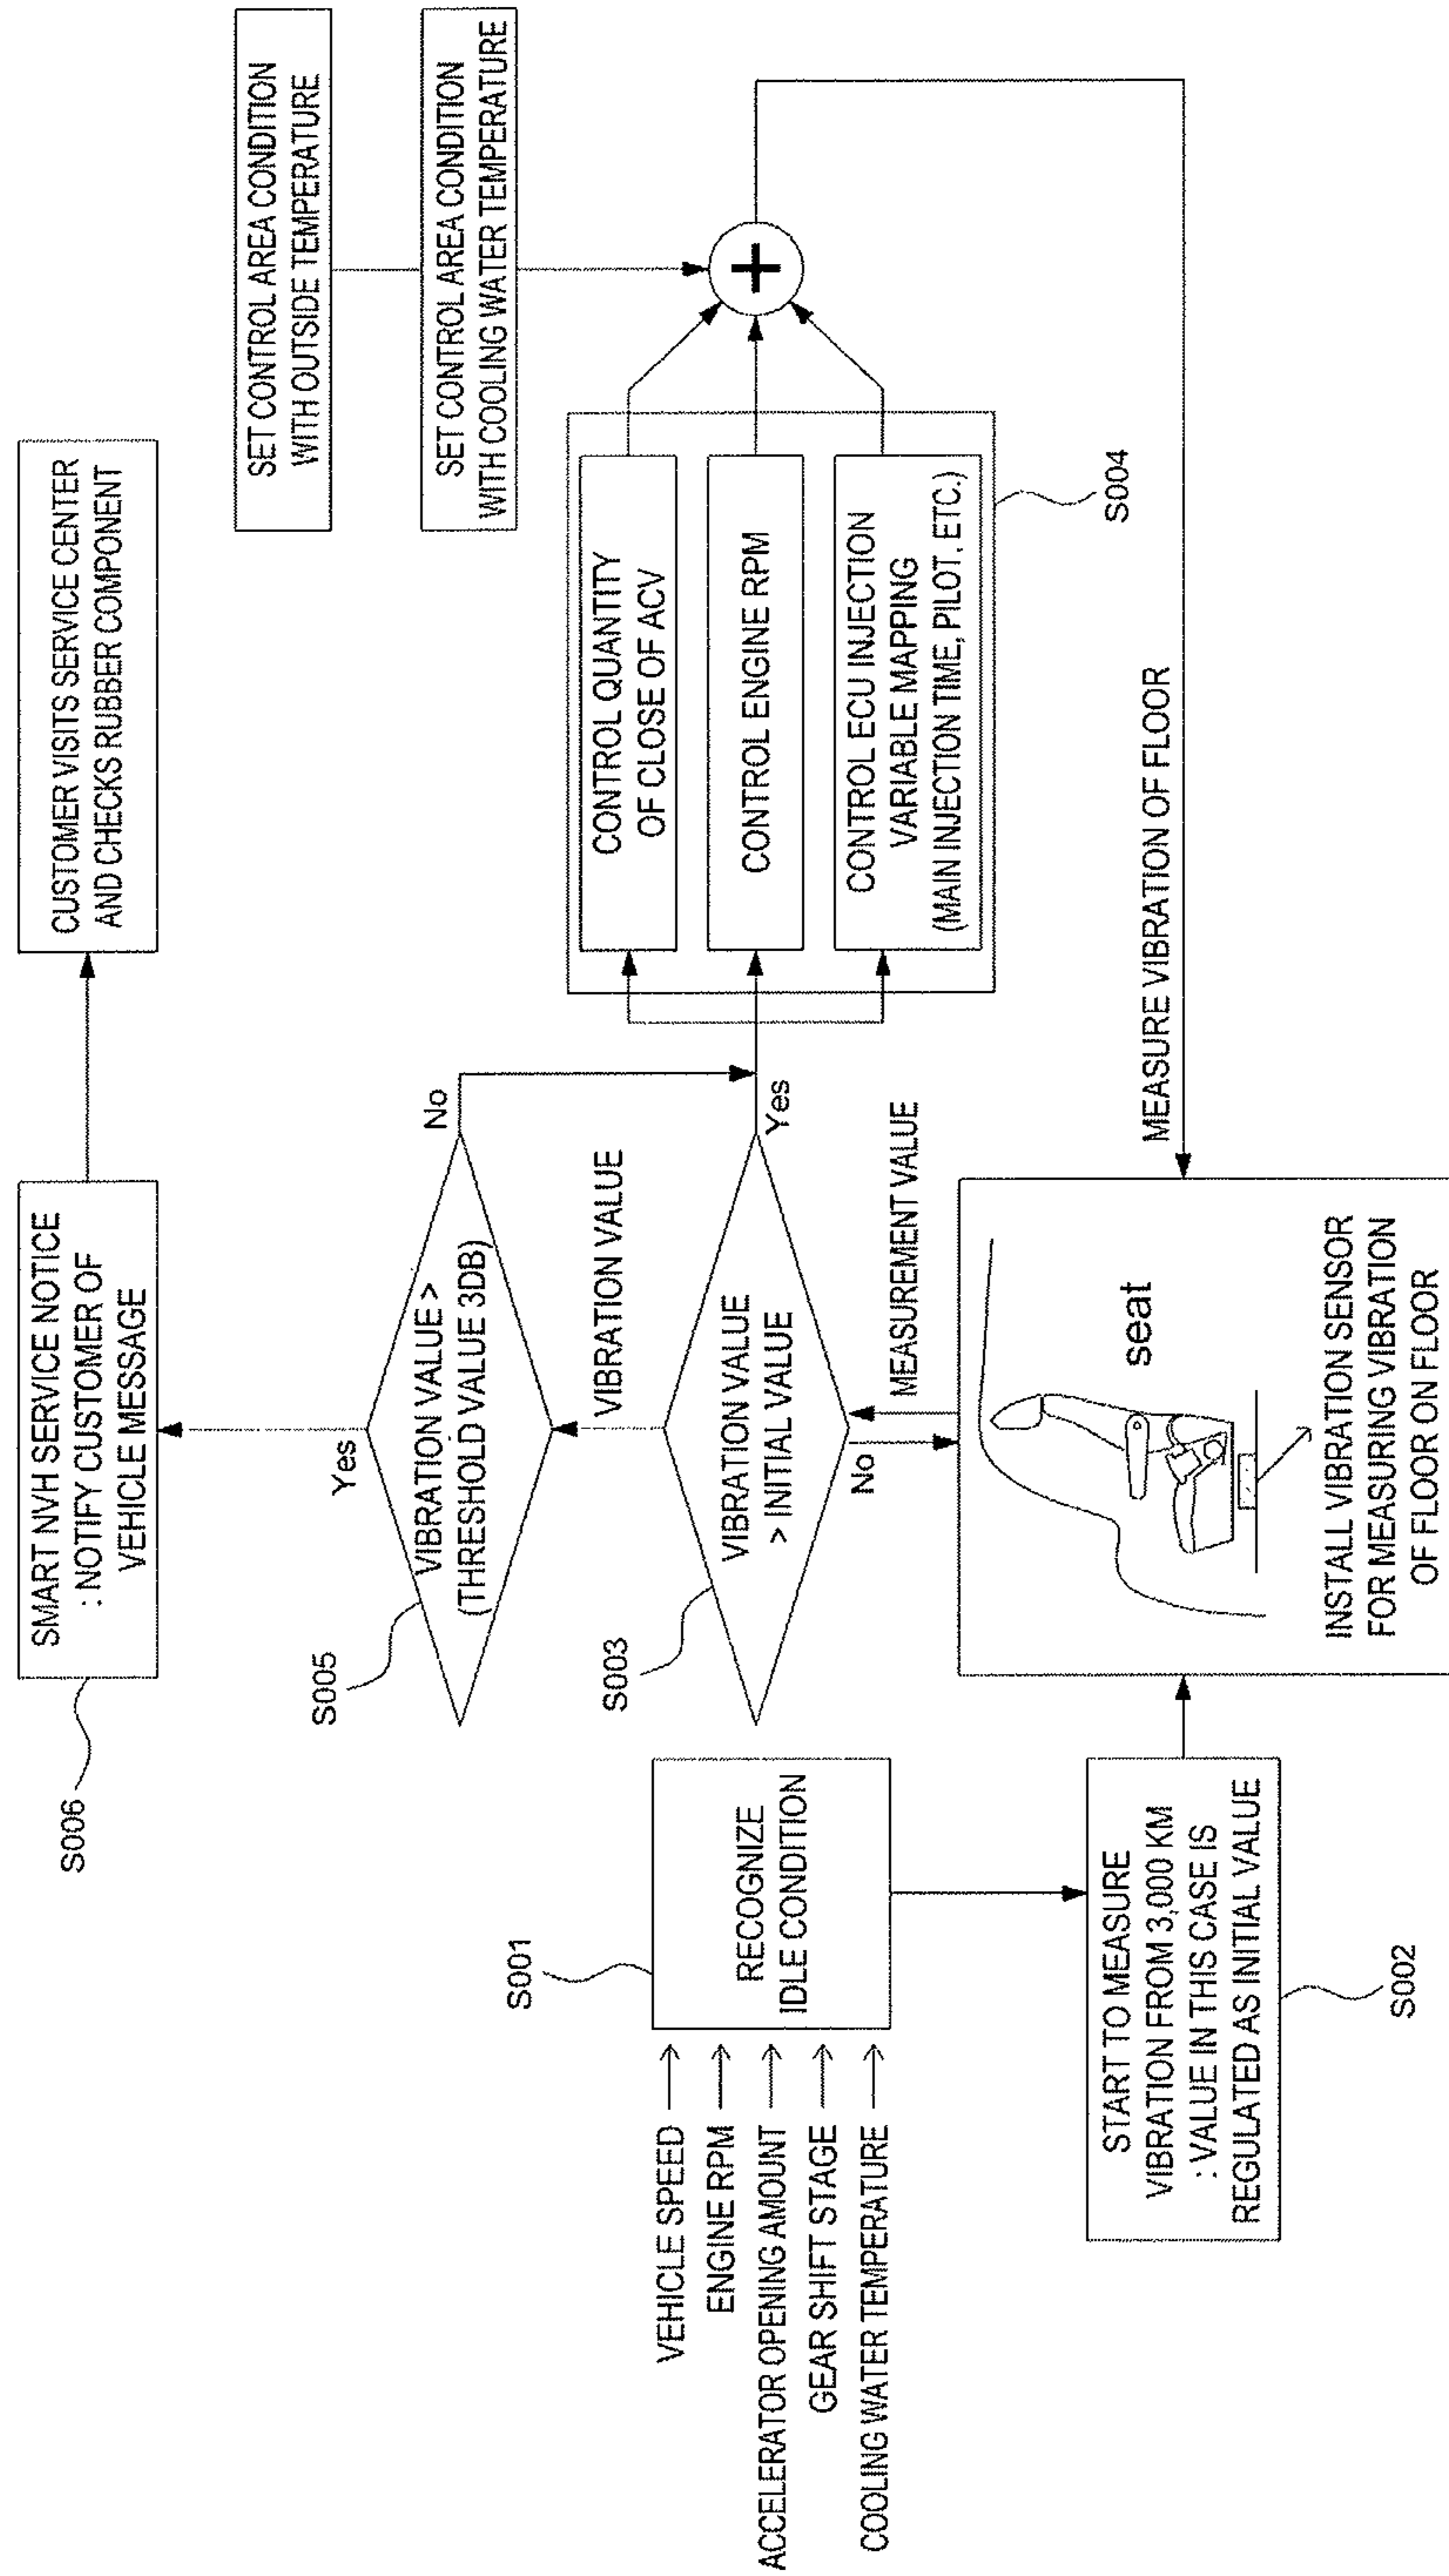 SMART NVH SERVICE NOTICE
: NOTIFY CUSTOMER OF
VEHICLE MESSAGE
S006
CUSTOMER VISITS SERVICE CENTER
AND CHECKS RUBBER COMPONENT
SET CONTROL AREA CONDITION
WITH OUTSIDE TEMPERATURE
SET CONTROL AREA CONDITION
WITH COOLING WATER TEMPERATURE
S005
Yes
VIBRATION VALUE >
(THRESHOLD VALUE 3DB)
No
VIBRATION VALUE
S003
VIBRATION VALUE
> INITIAL VALUE
Yes
No
MEASUREMENT VALUE
CONTROL QUANTITY
OF CLOSE OF ACV
CONTROL ENGINE RPM
CONTROL ECU INJECTION
VARIABLE MAPPING
(MAIN INJECTION TIME, PILOT. ETC.)
+
S004
S001
VEHICLE SPEED
ENGINE RPM
ACCELERATOR OPENING AMOUNT
GEAR SHIFT STAGE
COOLING WATER TEMPERATURE
RECOGNIZE
IDLE CONDITION
START TO MEASURE
VIBRATION FROM 3,000 KM
: VALUE IN THIS CASE IS
REGULATED AS INITIAL VALUE
S002
seat
INSTALL VIBRATION SENSOR
FOR MEASURING VIBRATION
OF FLOOR ON FLOOR
MEASURE VIBRATION OF FLOOR